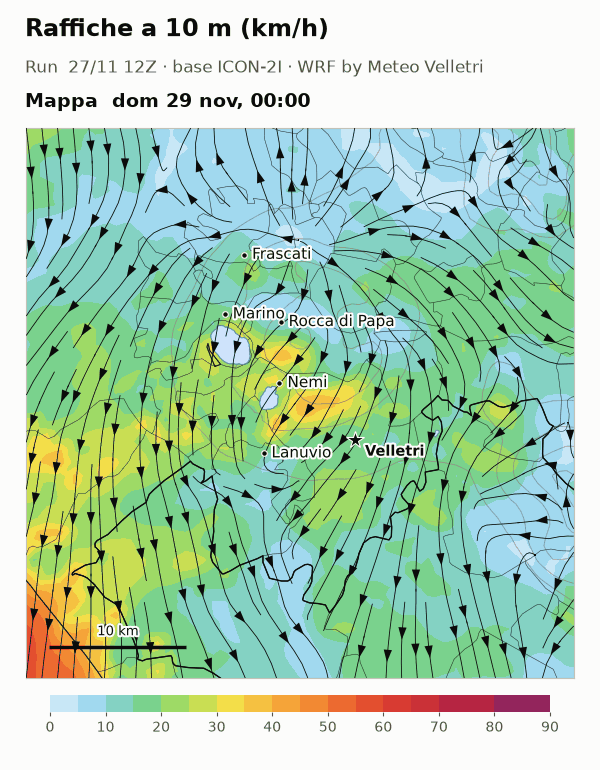 Raffiche a 10 m (km/h)
Run 27/11 12Z · base ICON-2I · WRF by Meteo Velletri
Mappa dom 29 nov, 00:00
Frascati
Marino
Rocca di Papa
Nemi
Velletri
Lanuvio
10 km
0 10 20 30 40 50 60 70 80 90